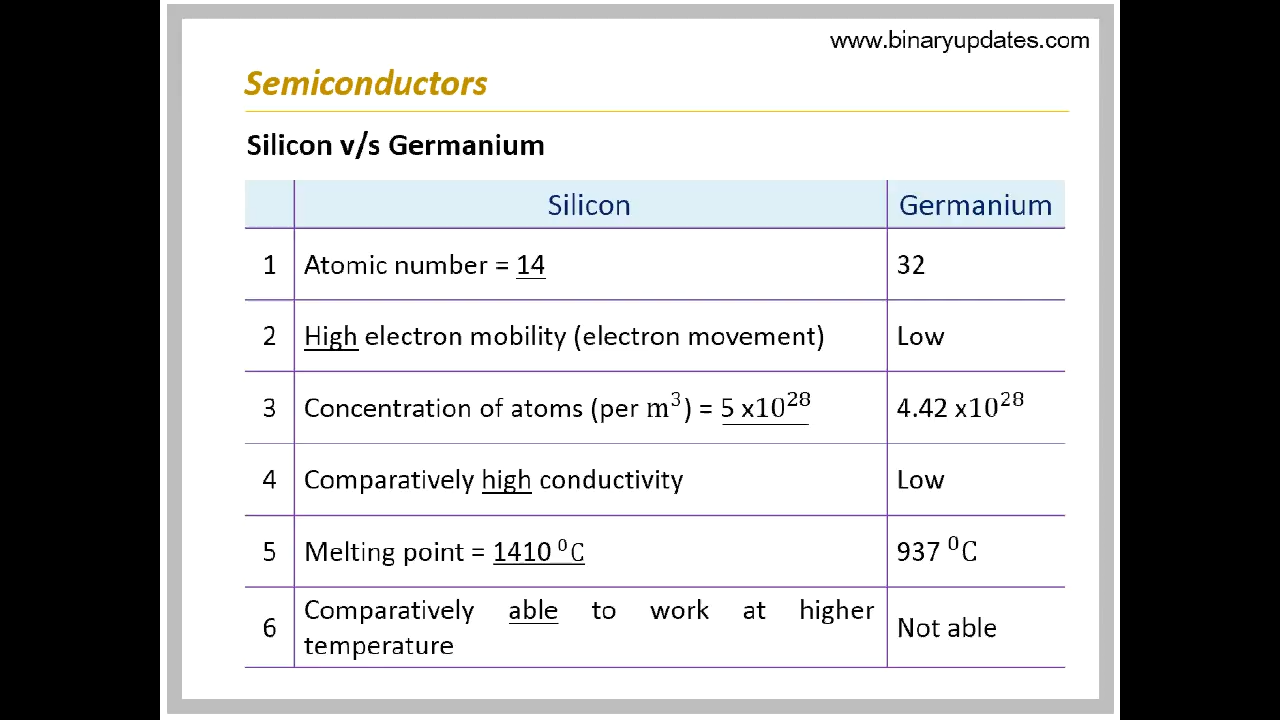 www.binaryupdates.com
Semiconductors
Silicon v/s Germanium
Silicon Germanium
1 Atomic number = 14 32
2 High electron mobility (electron movement) Low
3 Concentration of atoms (per m³) = 5 x10²⁸ 4.42 x10²⁸
4 Comparatively high conductivity Low
5 Melting point = 1410 ⁰C 937 ⁰C
6 Comparatively able to work at higher
temperature Not able